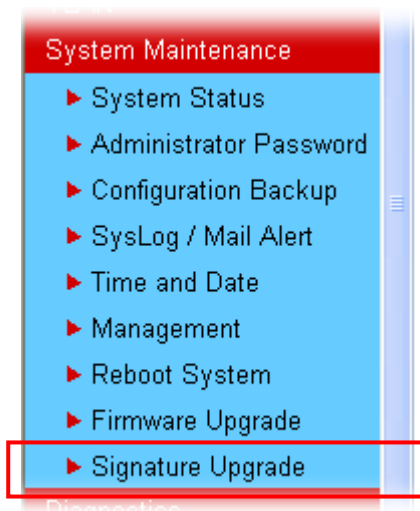 System Maintenance
System Status
Administrator Password
Configuration Backup
SysLog / Mail Alert
Time and Date
Management
Reboot System
Firmware Upgrade
Signature Upgrade
Diagnostics